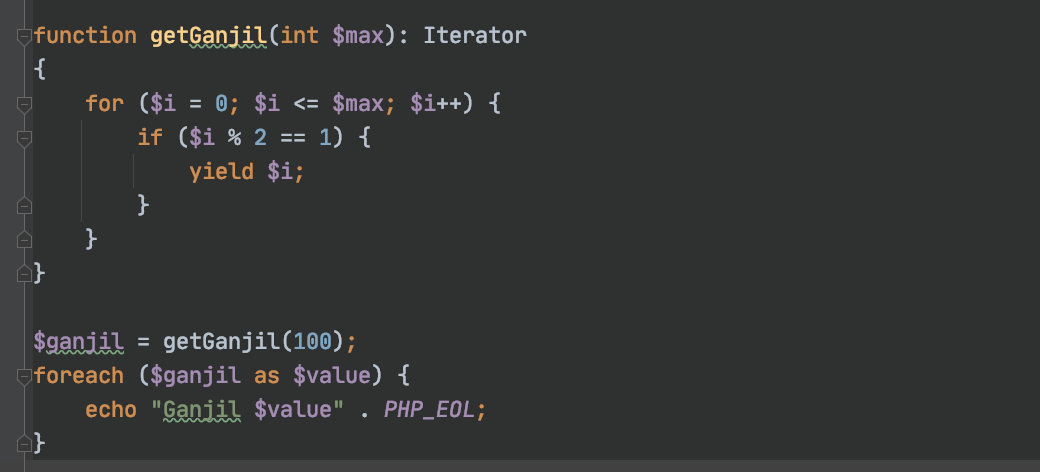 function getGanjil(int $max): Iterator
{
    for ($i = 0; $i <= $max; $i++) {
        if ($i % 2 == 1) {
            yield $i;
        }
    }
}

$ganjil = getGanjil(100);
foreach ($ganjil as $value) {
    echo "Ganjil $value" . PHP_EOL;
}